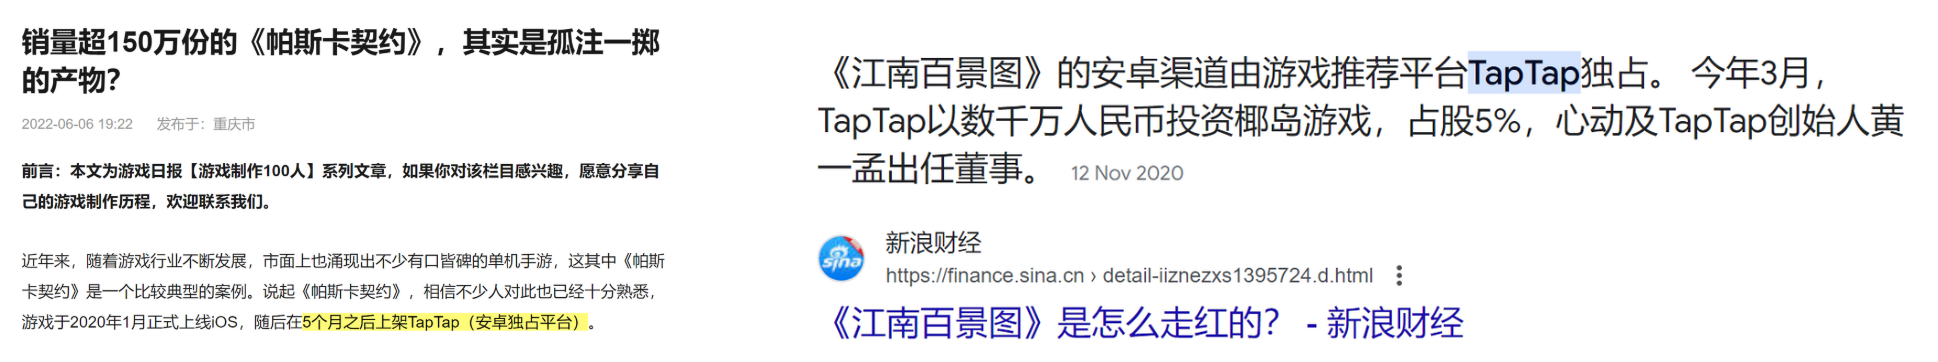 销量超150万份的《帕斯卡契约》，其实是孤注一掷
的产物？
2022-06-06 19:22 发布于：重庆市
前言：本文为游戏日报【游戏制作100人】系列文章，如果你对该栏目感兴趣，愿意分享自
己的游戏制作历程，欢迎联系我们。
近年来，随着游戏行业不断发展，市面上也涌现出不少有口皆碑的单机手游，这其中《帕斯
卡契约》是一个比较典型的案例。说起《帕斯卡契约》，相信不少人对此也已经十分熟悉，
游戏于2020年1月正式上线iOS，随后在5个月之后上架TapTap（安卓独占平台）。
《江南百景图》的安卓渠道由游戏推荐平台TapTap独占。 今年3月，
TapTap以数千万人民币投资椰岛游戏，占股5%，心动及TapTap创始人黄
一孟出任董事。 12 Nov 2020
sina
新浪财经
https://finance.sina.cn › detail-iiznezxs1395724.d.html
《江南百景图》是怎么走红的？ - 新浪财经